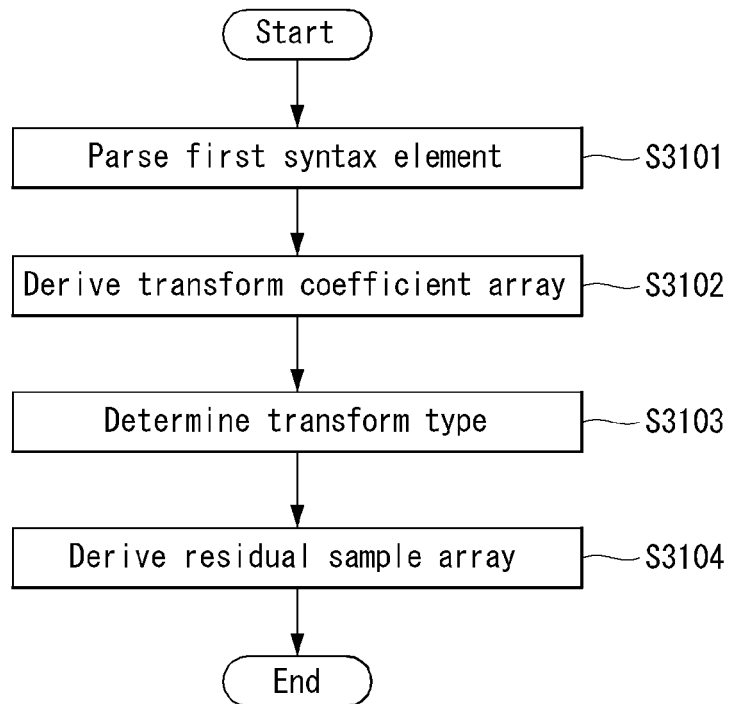 Start
Parse first syntax element
S3101
Derive transform coefficient array
S3102
Determine transform type
S3103
Derive residual sample array
S3104
End